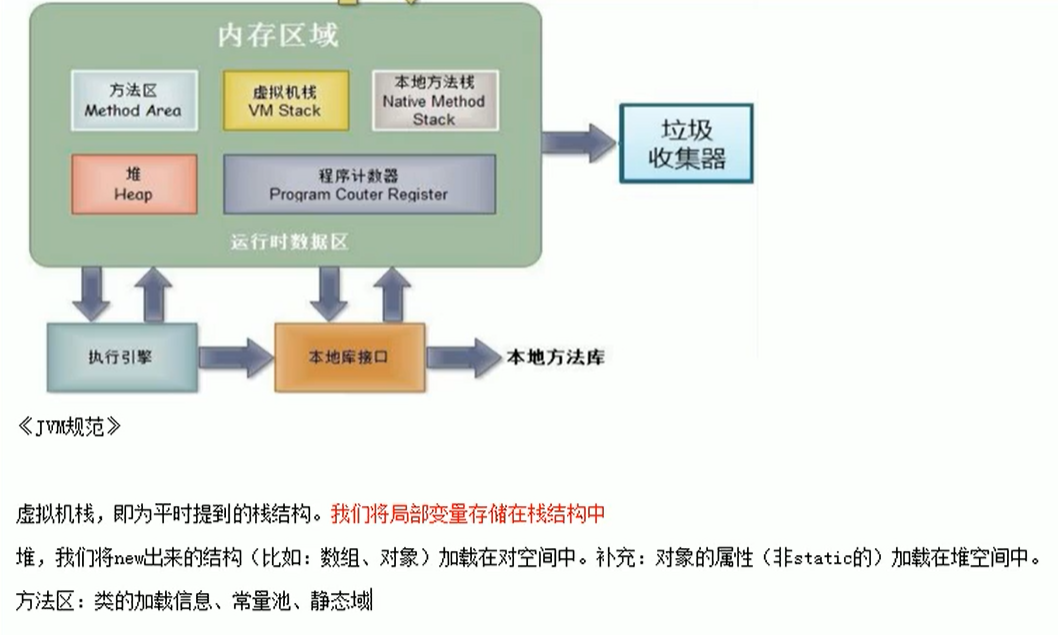 内存区域
方法区
Method Area
虚拟机栈
VM Stack
本地方法栈
Native Method
Stack
堆
Heap
程序计数器
Program Couter Register
运行时数据区
垃圾
收集器
执行引擎
本地库接口
本地方法库
《JVM规范》
虚拟机栈，即为平时提到的栈结构。我们将局部变量存储在栈结构中
堆，我们将new出来的结构（比如：数组、对象）加载在对空间中。补充：对象的属性（非static的）加载在堆空间中。
方法区：类的加载信息、常量池、静态域